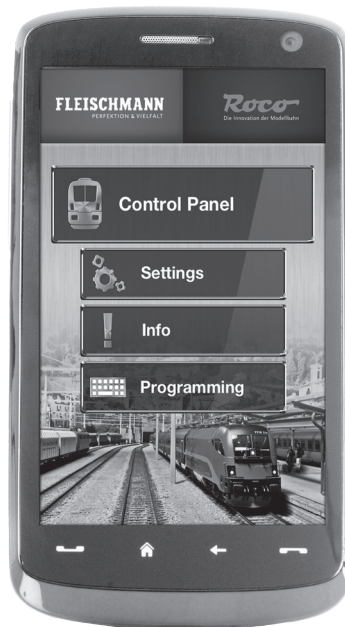 FLEISCHMANN
PERFEKTION & VIELFALT
Roco
Die Innovation der Modellbahn
Control Panel
Settings
Info
Programming